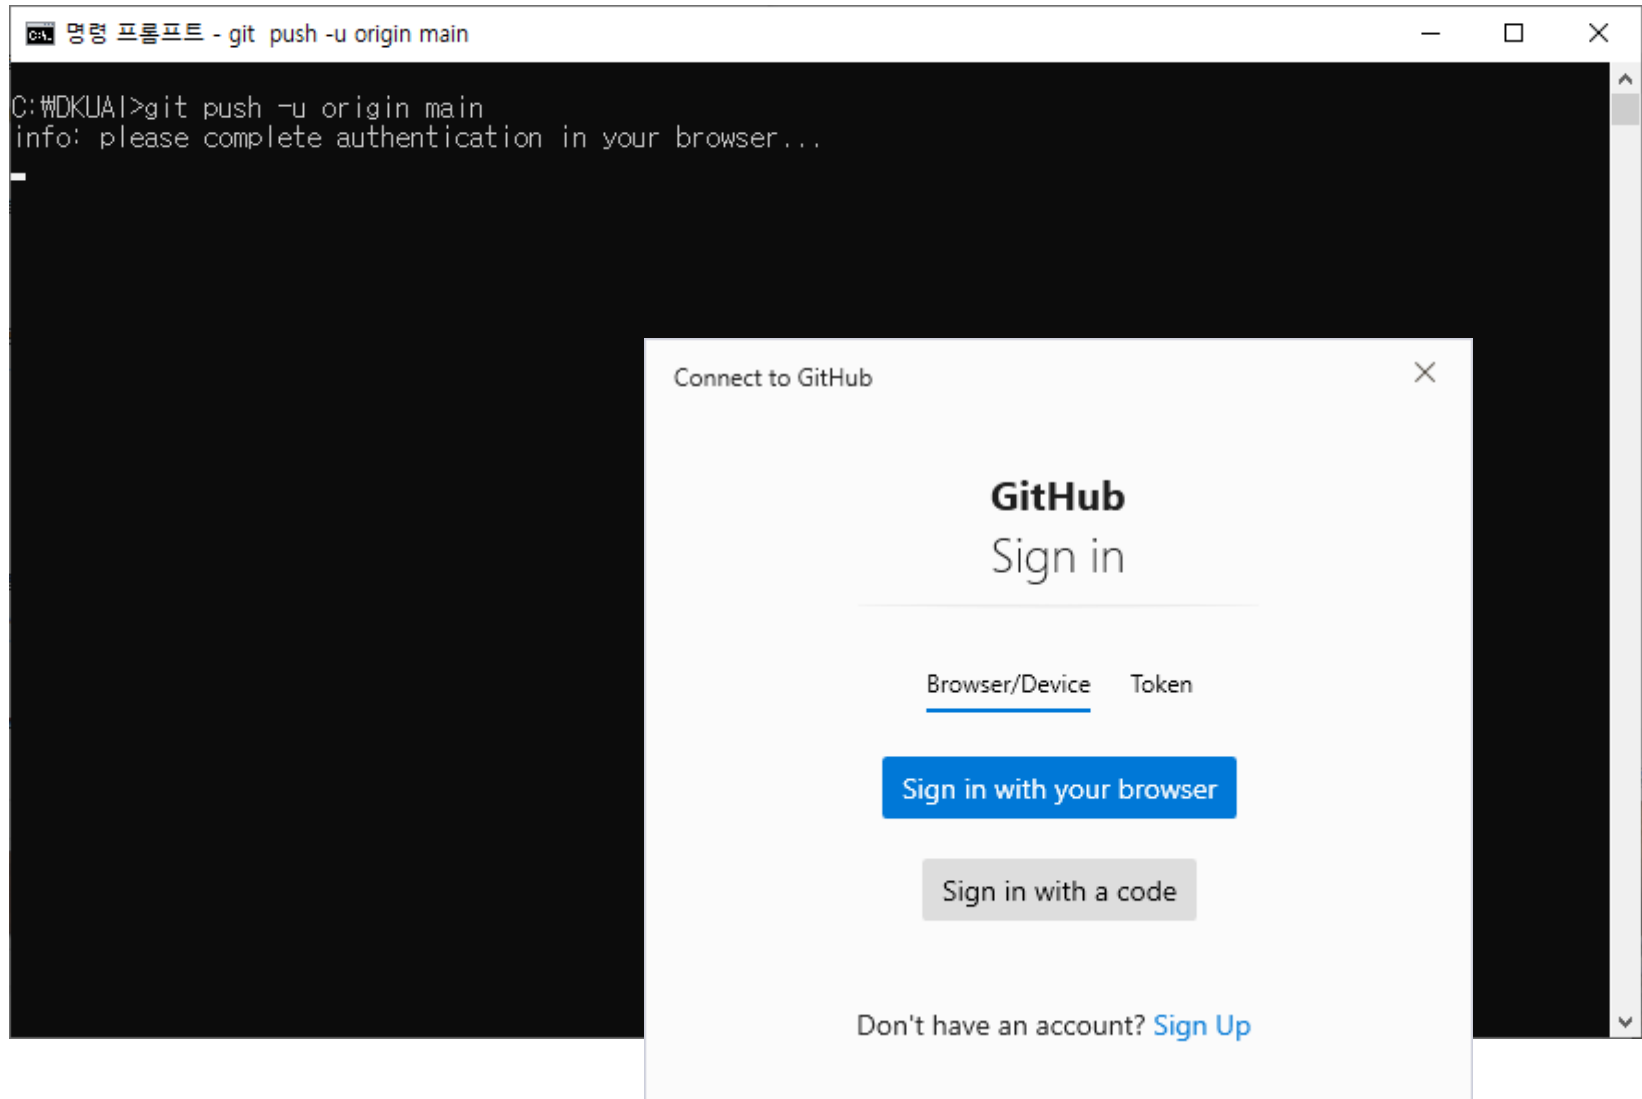 명령 프롬프트 - git  push -u origin main
C:₩DKUAI>git push -u origin main
info: please complete authentication in your browser...
Connect to GitHub
GitHub
Sign in
Browser/Device Token
Sign in with your browser
Sign in with a code
Don't have an account? Sign Up